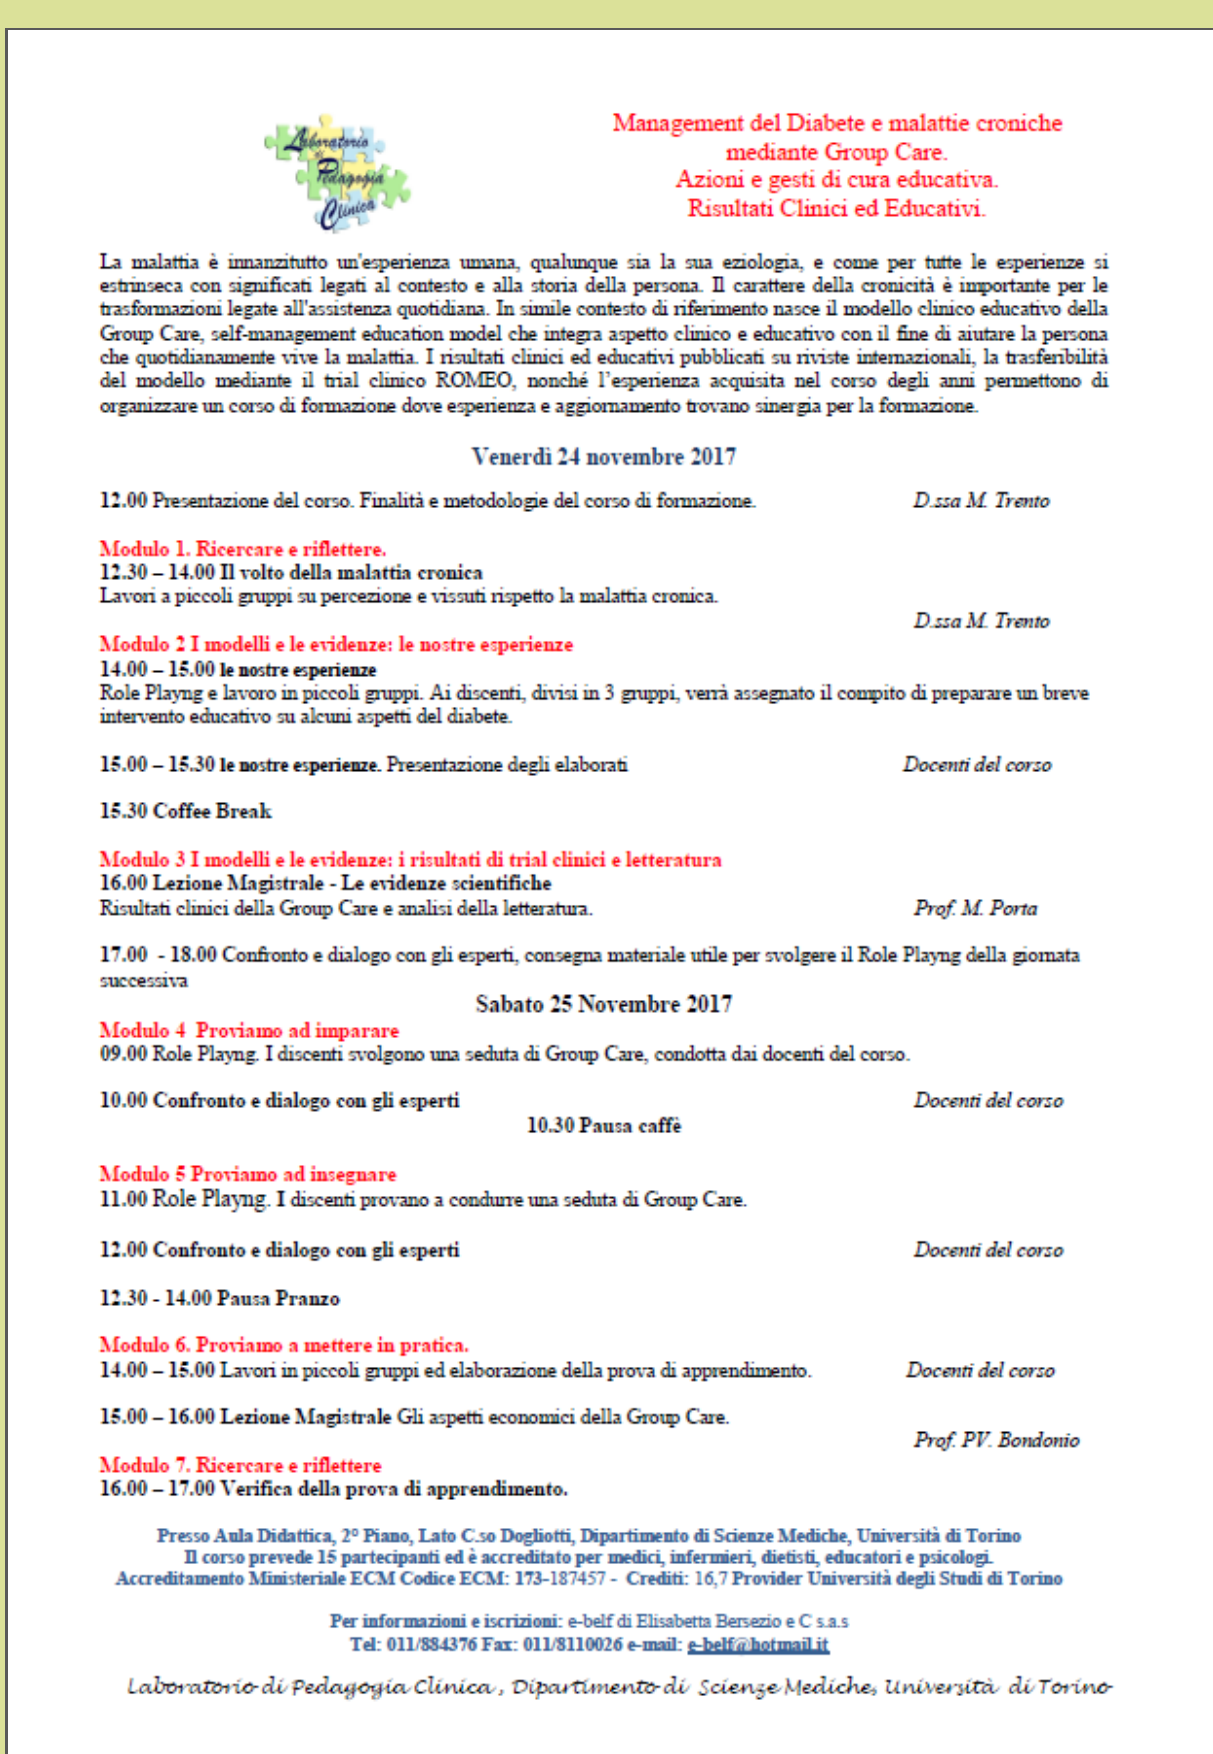 Laboratorio
di
Pedagogia
Clinica
Management del Diabete e malattie croniche
mediante Group Care.
Azioni e gesti di cura educativa.
Risultati Clinici ed Educativi.
La malattia è innanzitutto un'esperienza umana, qualunque sia la sua eziologia, e come per tutte le esperienze si
estrinseca con significati legati al contesto e alla storia della persona. Il carattere della cronicità è importante per le
trasformazioni legate all'assistenza quotidiana. In simile contesto di riferimento nasce il modello clinico educativo della
Group Care, self-management education model che integra aspetto clinico e educativo con il fine di aiutare la persona
che quotidianamente vive la malattia. I risultati clinici ed educativi pubblicati su riviste internazionali, la trasferibilità
del modello mediante il trial clinico ROMEO, nonché l'esperienza acquisita nel corso degli anni permettono di
organizzare un corso di formazione dove esperienza e aggiornamento trovano sinergia per la formazione.
Venerdì 24 novembre 2017
12.00 Presentazione del corso. Finalità e metodologie del corso di formazione. D.ssa M. Trento
Modulo 1. Ricercare e riflettere.
12.30 – 14.00 Il volto della malattia cronica
Lavori a piccoli gruppi su percezione e vissuti rispetto la malattia cronica.
D.ssa M. Trento
Modulo 2 I modelli e le evidenze: le nostre esperienze
14.00 – 15.00 le nostre esperienze
Role Playng e lavoro in piccoli gruppi. Ai discenti, divisi in 3 gruppi, verrà assegnato il compito di preparare un breve
intervento educativo su alcuni aspetti del diabete.
15.00 – 15.30 le nostre esperienze. Presentazione degli elaborati Docenti del corso
15.30 Coffee Break
Modulo 3 I modelli e le evidenze: i risultati di trial clinici e letteratura
16.00 Lezione Magistrale - Le evidenze scientifiche
Risultati clinici della Group Care e analisi della letteratura. Prof. M. Porta
17.00 - 18.00 Confronto e dialogo con gli esperti, consegna materiale utile per svolgere il Role Playng della giornata
successiva
Sabato 25 Novembre 2017
Modulo 4 Proviamo ad imparare
09.00 Role Playng. I discenti svolgono una seduta di Group Care, condotta dai docenti del corso.
10.00 Confronto e dialogo con gli esperti Docenti del corso
10.30 Pausa caffè
Modulo 5 Proviamo ad insegnare
11.00 Role Playng. I discenti provano a condurre una seduta di Group Care.
12.00 Confronto e dialogo con gli esperti Docenti del corso
12.30 - 14.00 Pausa Pranzo
Modulo 6. Proviamo a mettere in pratica.
14.00 – 15.00 Lavori in piccoli gruppi ed elaborazione della prova di apprendimento. Docenti del corso
15.00 – 16.00 Lezione Magistrale Gli aspetti economici della Group Care.
Prof. PV. Bondonio
Modulo 7. Ricercare e riflettere
16.00 – 17.00 Verifica della prova di apprendimento.
Presso Aula Didattica, 2° Piano, Lato C.so Dogliotti, Dipartimento di Scienze Mediche, Università di Torino
Il corso prevede 15 partecipanti ed è accreditato per medici, infermieri, dietisti, educatori e psicologi.
Accreditamento Ministeriale ECM Codice ECM: 173-187457 - Crediti: 16,7 Provider Università degli Studi di Torino
Per informazioni e iscrizioni: e-belf di Elisabetta Bersezio e C s.a.s
Tel: 011/884376 Fax: 011/8110026 e-mail: e-belf@hotmail.it
Laboratorio di Pedagogia Clinica , Dipartimento di Scienze Mediche, Università di Torino